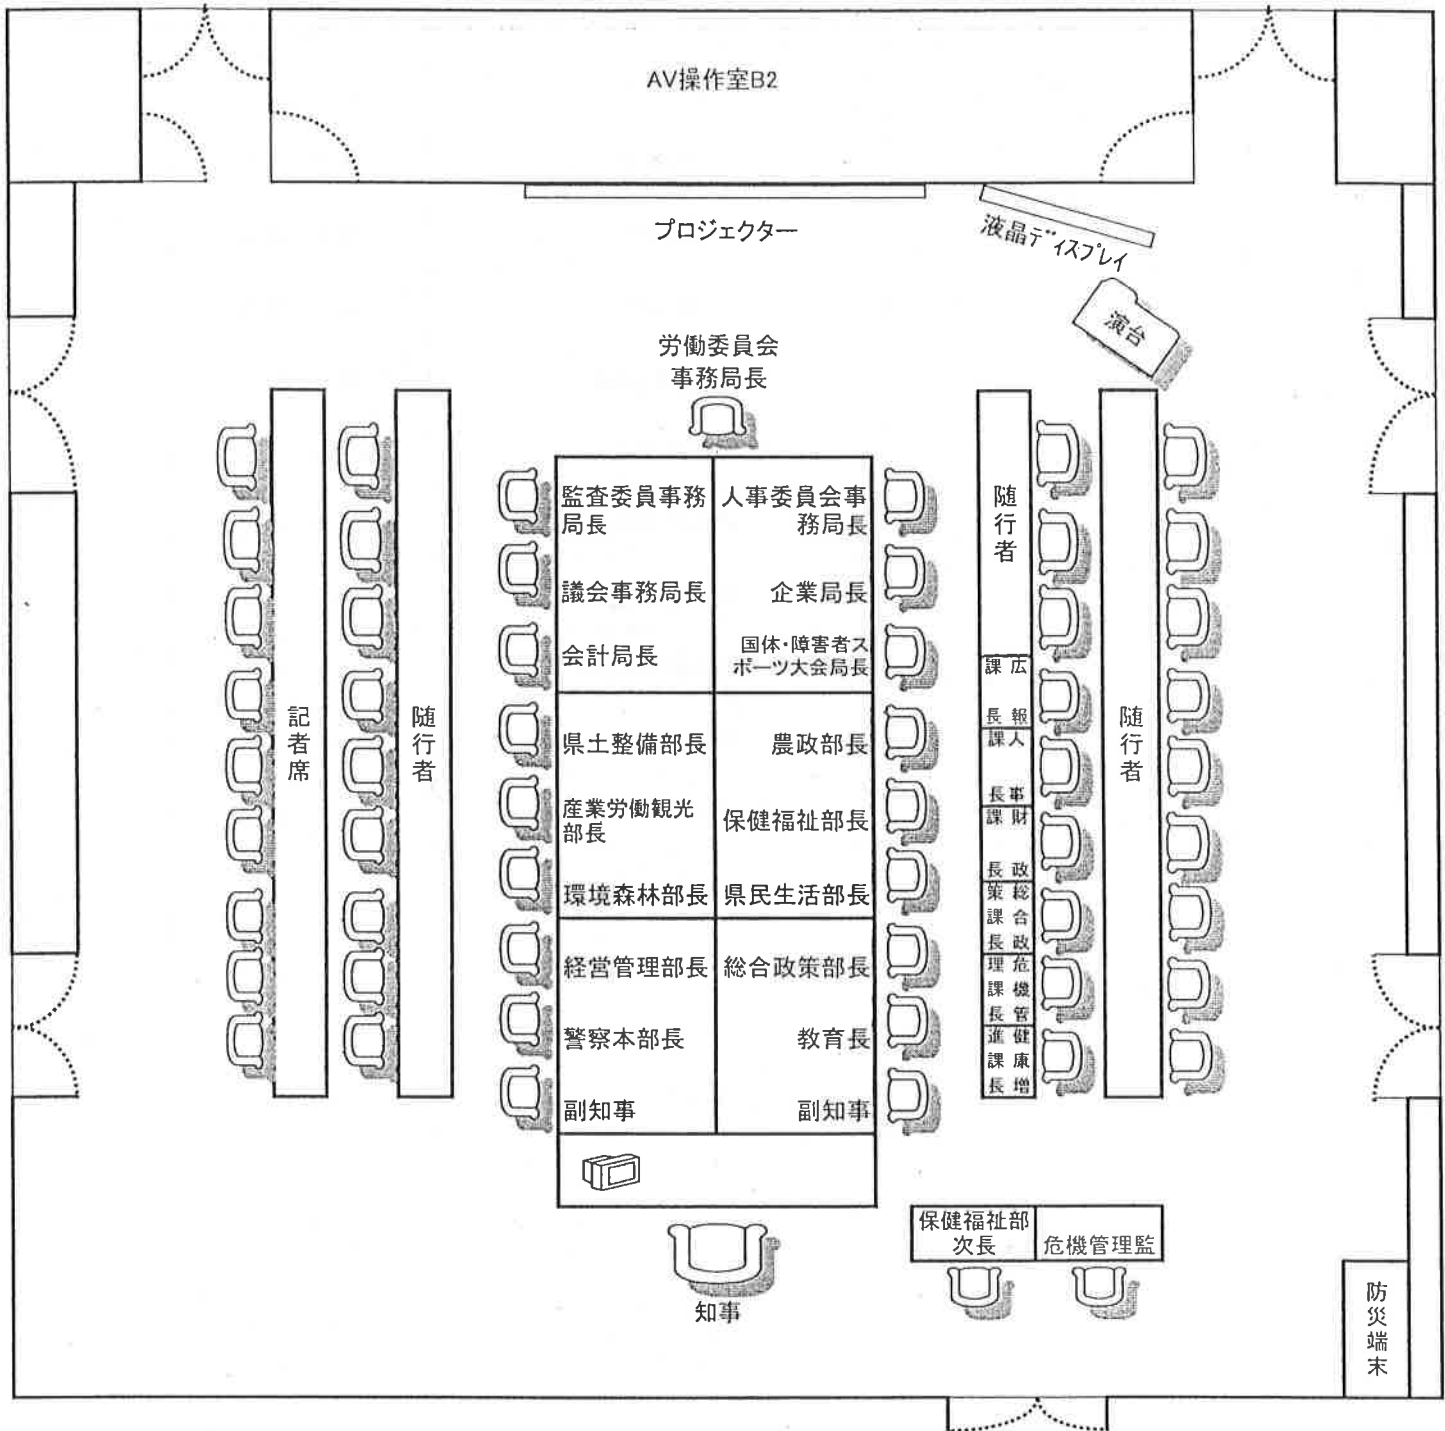 AV操作室B2
プロジェクター
液晶ディスプレイ
演台
労働委員会
事務局長
監査委員事務
局長
人事委員会事
務局長
議会事務局長
企業局長
会計局長
国体・障害者ス
ポーツ大会局長
県土整備部長
農政部長
産業労働観光
部長
保健福祉部長
環境森林部長
県民生活部長
経営管理部長
総合政策部長
警察本部長
教育長
副知事
副知事
記者席
随行者
随行者
広報
課長
人事
課長
財政
課長
総合政
策課長
危機管
理課長
健康増
進課長
随行者
保健福祉部
次長
危機管理監
知事
防災端末